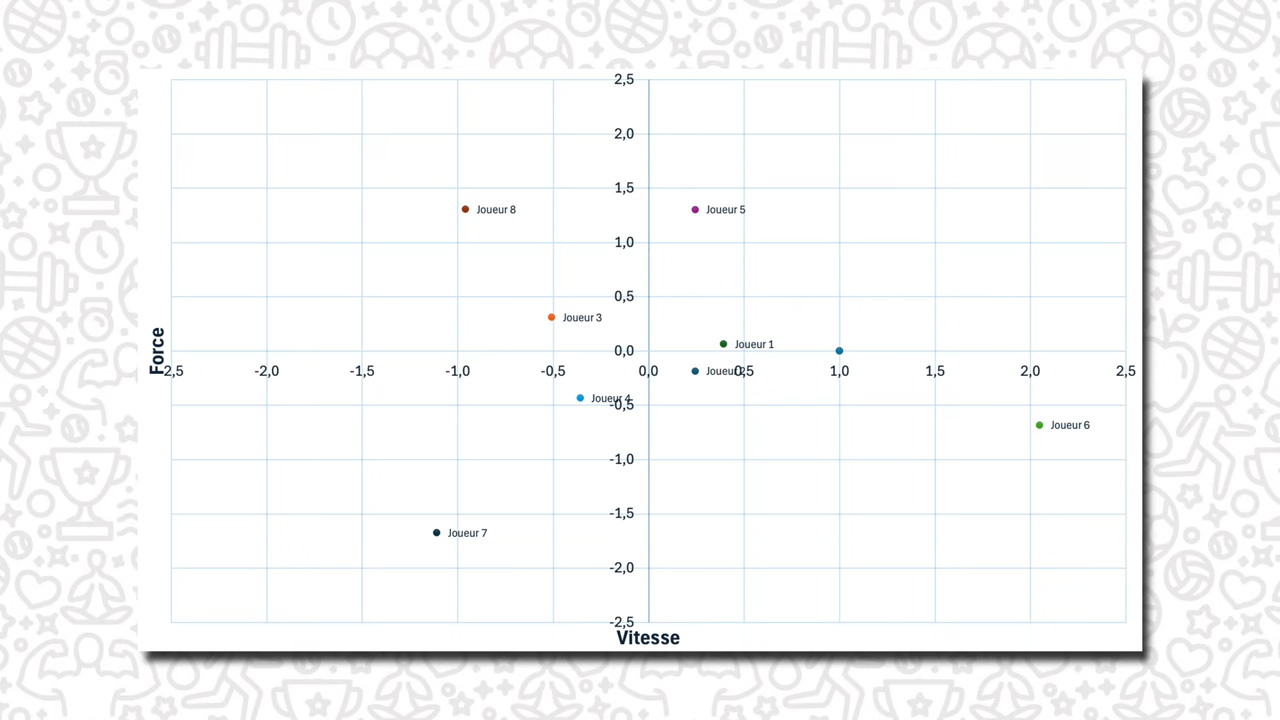 2,5
2,0
1,5
Joueur 8
Joueur 5
1,0
0,5
Joueur 3
Joueur 1
0,0
Force
2,5 -2,0 -1,5 -1,0 -0,5 0,0 0,5 1,0 1,5 2,0 2,5
Joueur
Joueur 4
-0,5
Joueur 6
-1,0
-1,5
Joueur 7
-2,0
-2,5
Vitesse